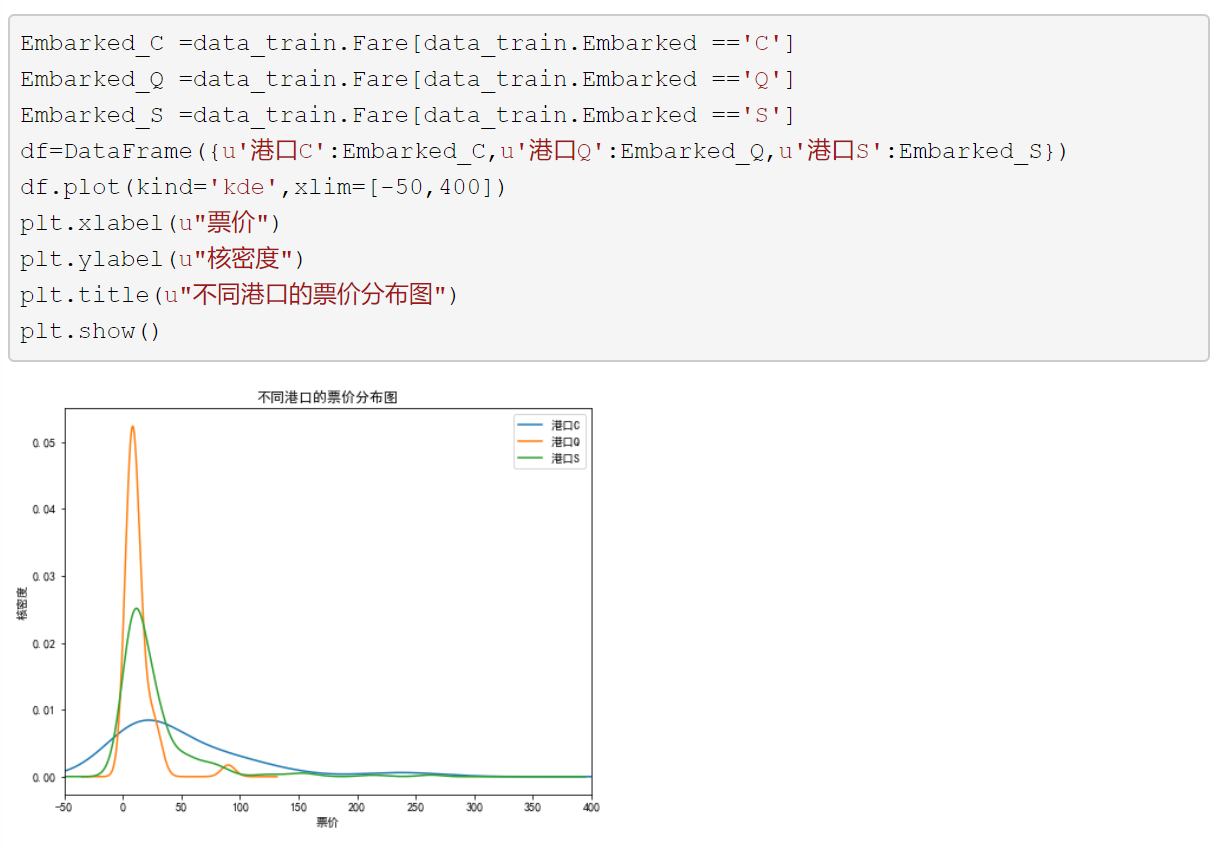 Embarked_C =data_train.Fare[data_train.Embarked =='C']
Embarked_Q =data_train.Fare[data_train.Embarked =='Q']
Embarked_S =data_train.Fare[data_train.Embarked =='S']
df=DataFrame({u'港口C':Embarked_C,u'港口Q':Embarked_Q,u'港口S':Embarked_S})
df.plot(kind='kde',xlim=[-50,400])
plt.xlabel(u"票价")
plt.ylabel(u"核密度")
plt.title(u"不同港口的票价分布图")
plt.show()
不同港口的票价分布图
港口C
港口Q
港口S
0.05
0.04
0.03
0.02
0.01
0.00
核密度
-50 0 50 100 150 200 250 300 350 400
票价